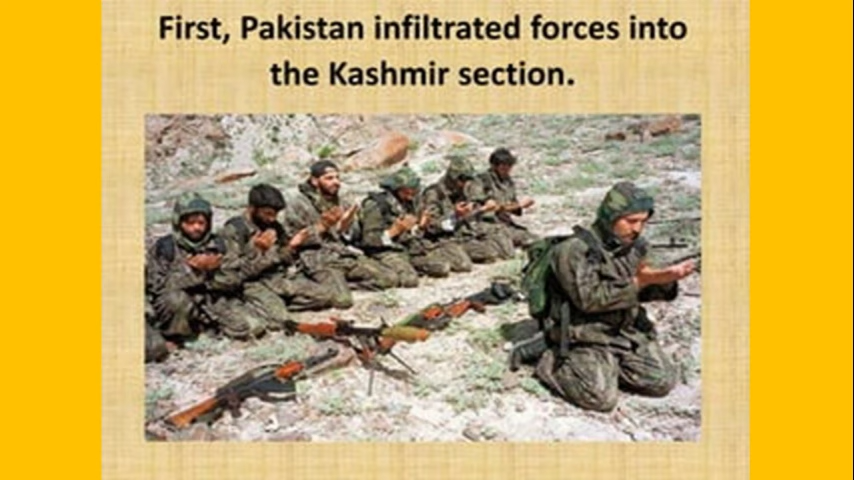 First, Pakistan infiltrated forces into
the Kashmir section.